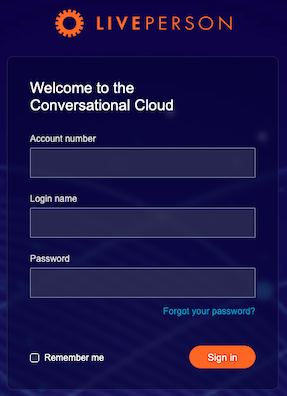 LIVEPERSON
Welcome to the
Conversational Cloud
Account number
Login name
Password
Forgot your password?
Remember me
Sign in